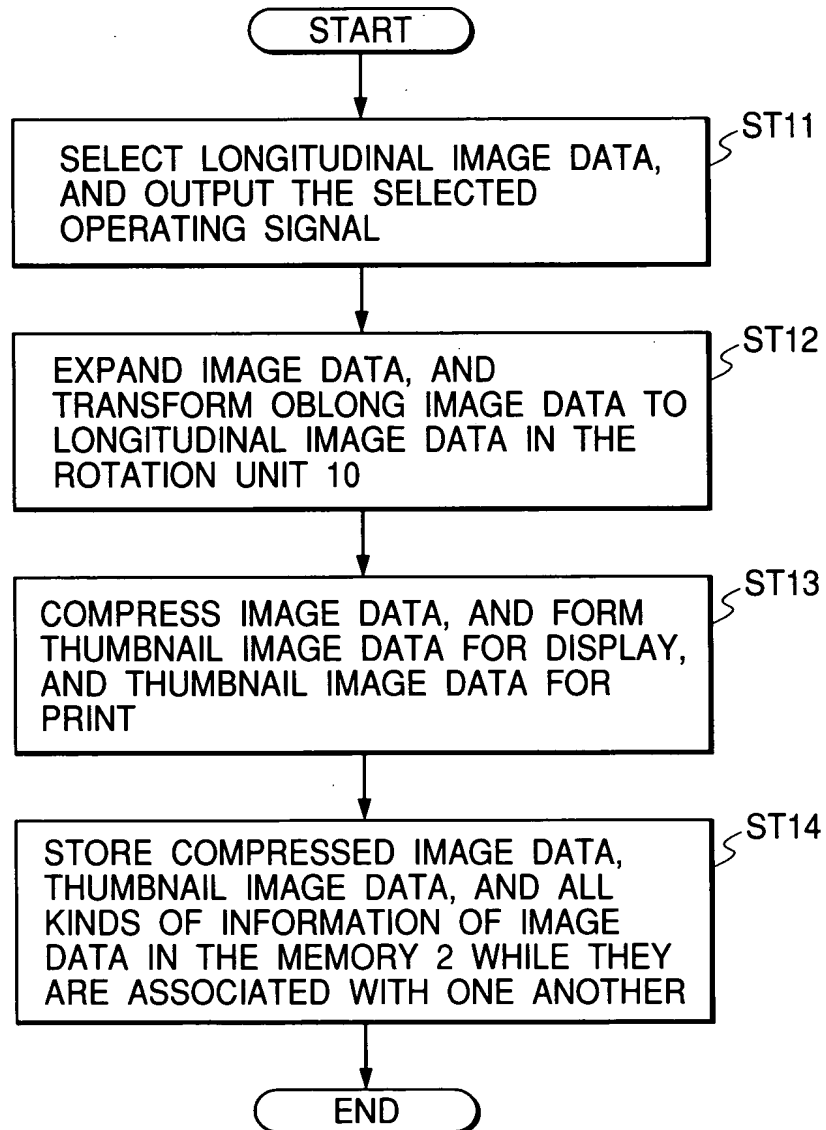 START
ST11
SELECT LONGITUDINAL IMAGE DATA,
AND OUTPUT THE SELECTED
OPERATING SIGNAL
ST12
EXPAND IMAGE DATA, AND
TRANSFORM OBLONG IMAGE DATA TO
LONGITUDINAL IMAGE DATA IN THE
ROTATION UNIT 10
ST13
COMPRESS IMAGE DATA, AND FORM
THUMBNAIL IMAGE DATA FOR DISPLAY,
AND THUMBNAIL IMAGE DATA FOR
PRINT
ST14
STORE COMPRESSED IMAGE DATA,
THUMBNAIL IMAGE DATA, AND ALL
KINDS OF INFORMATION OF IMAGE
DATA IN THE MEMORY 2 WHILE THEY
ARE ASSOCIATED WITH ONE ANOTHER
END